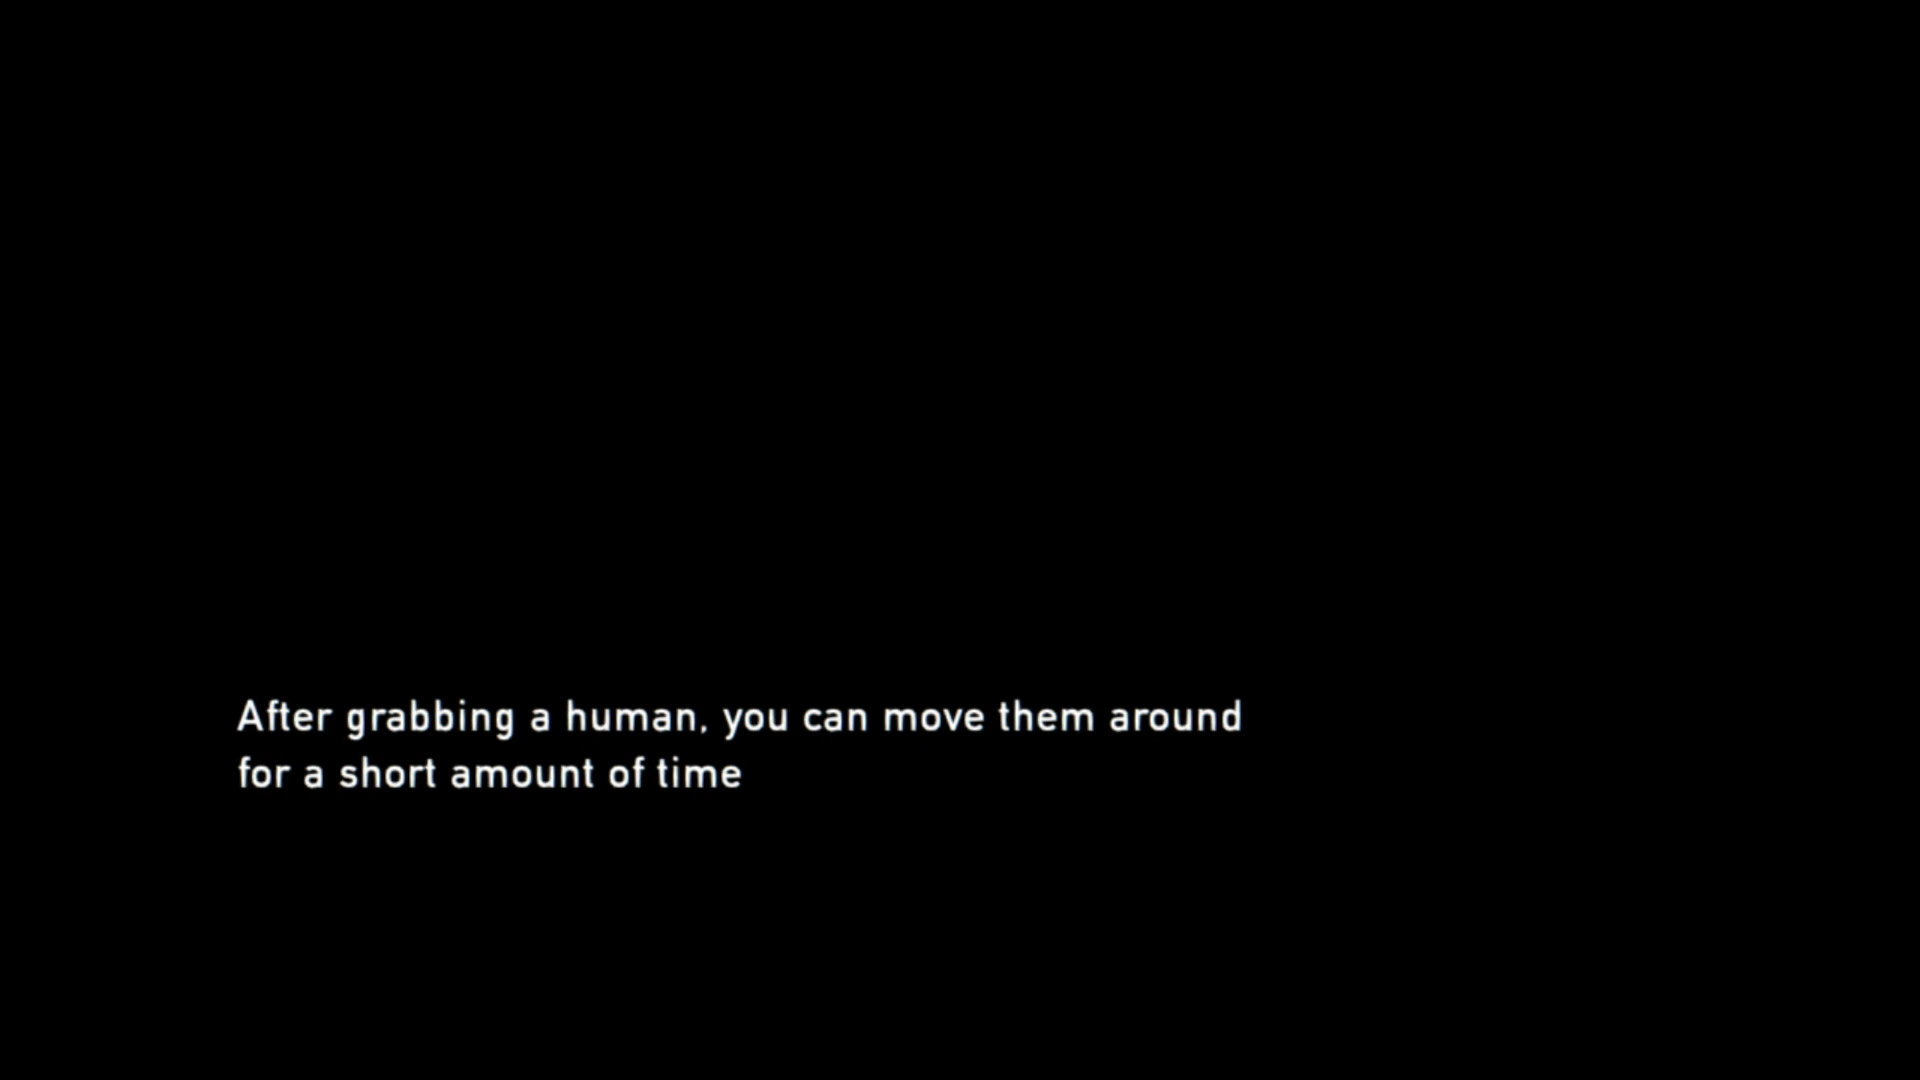 After grabbing a human, you can move them around
for a short amount of time